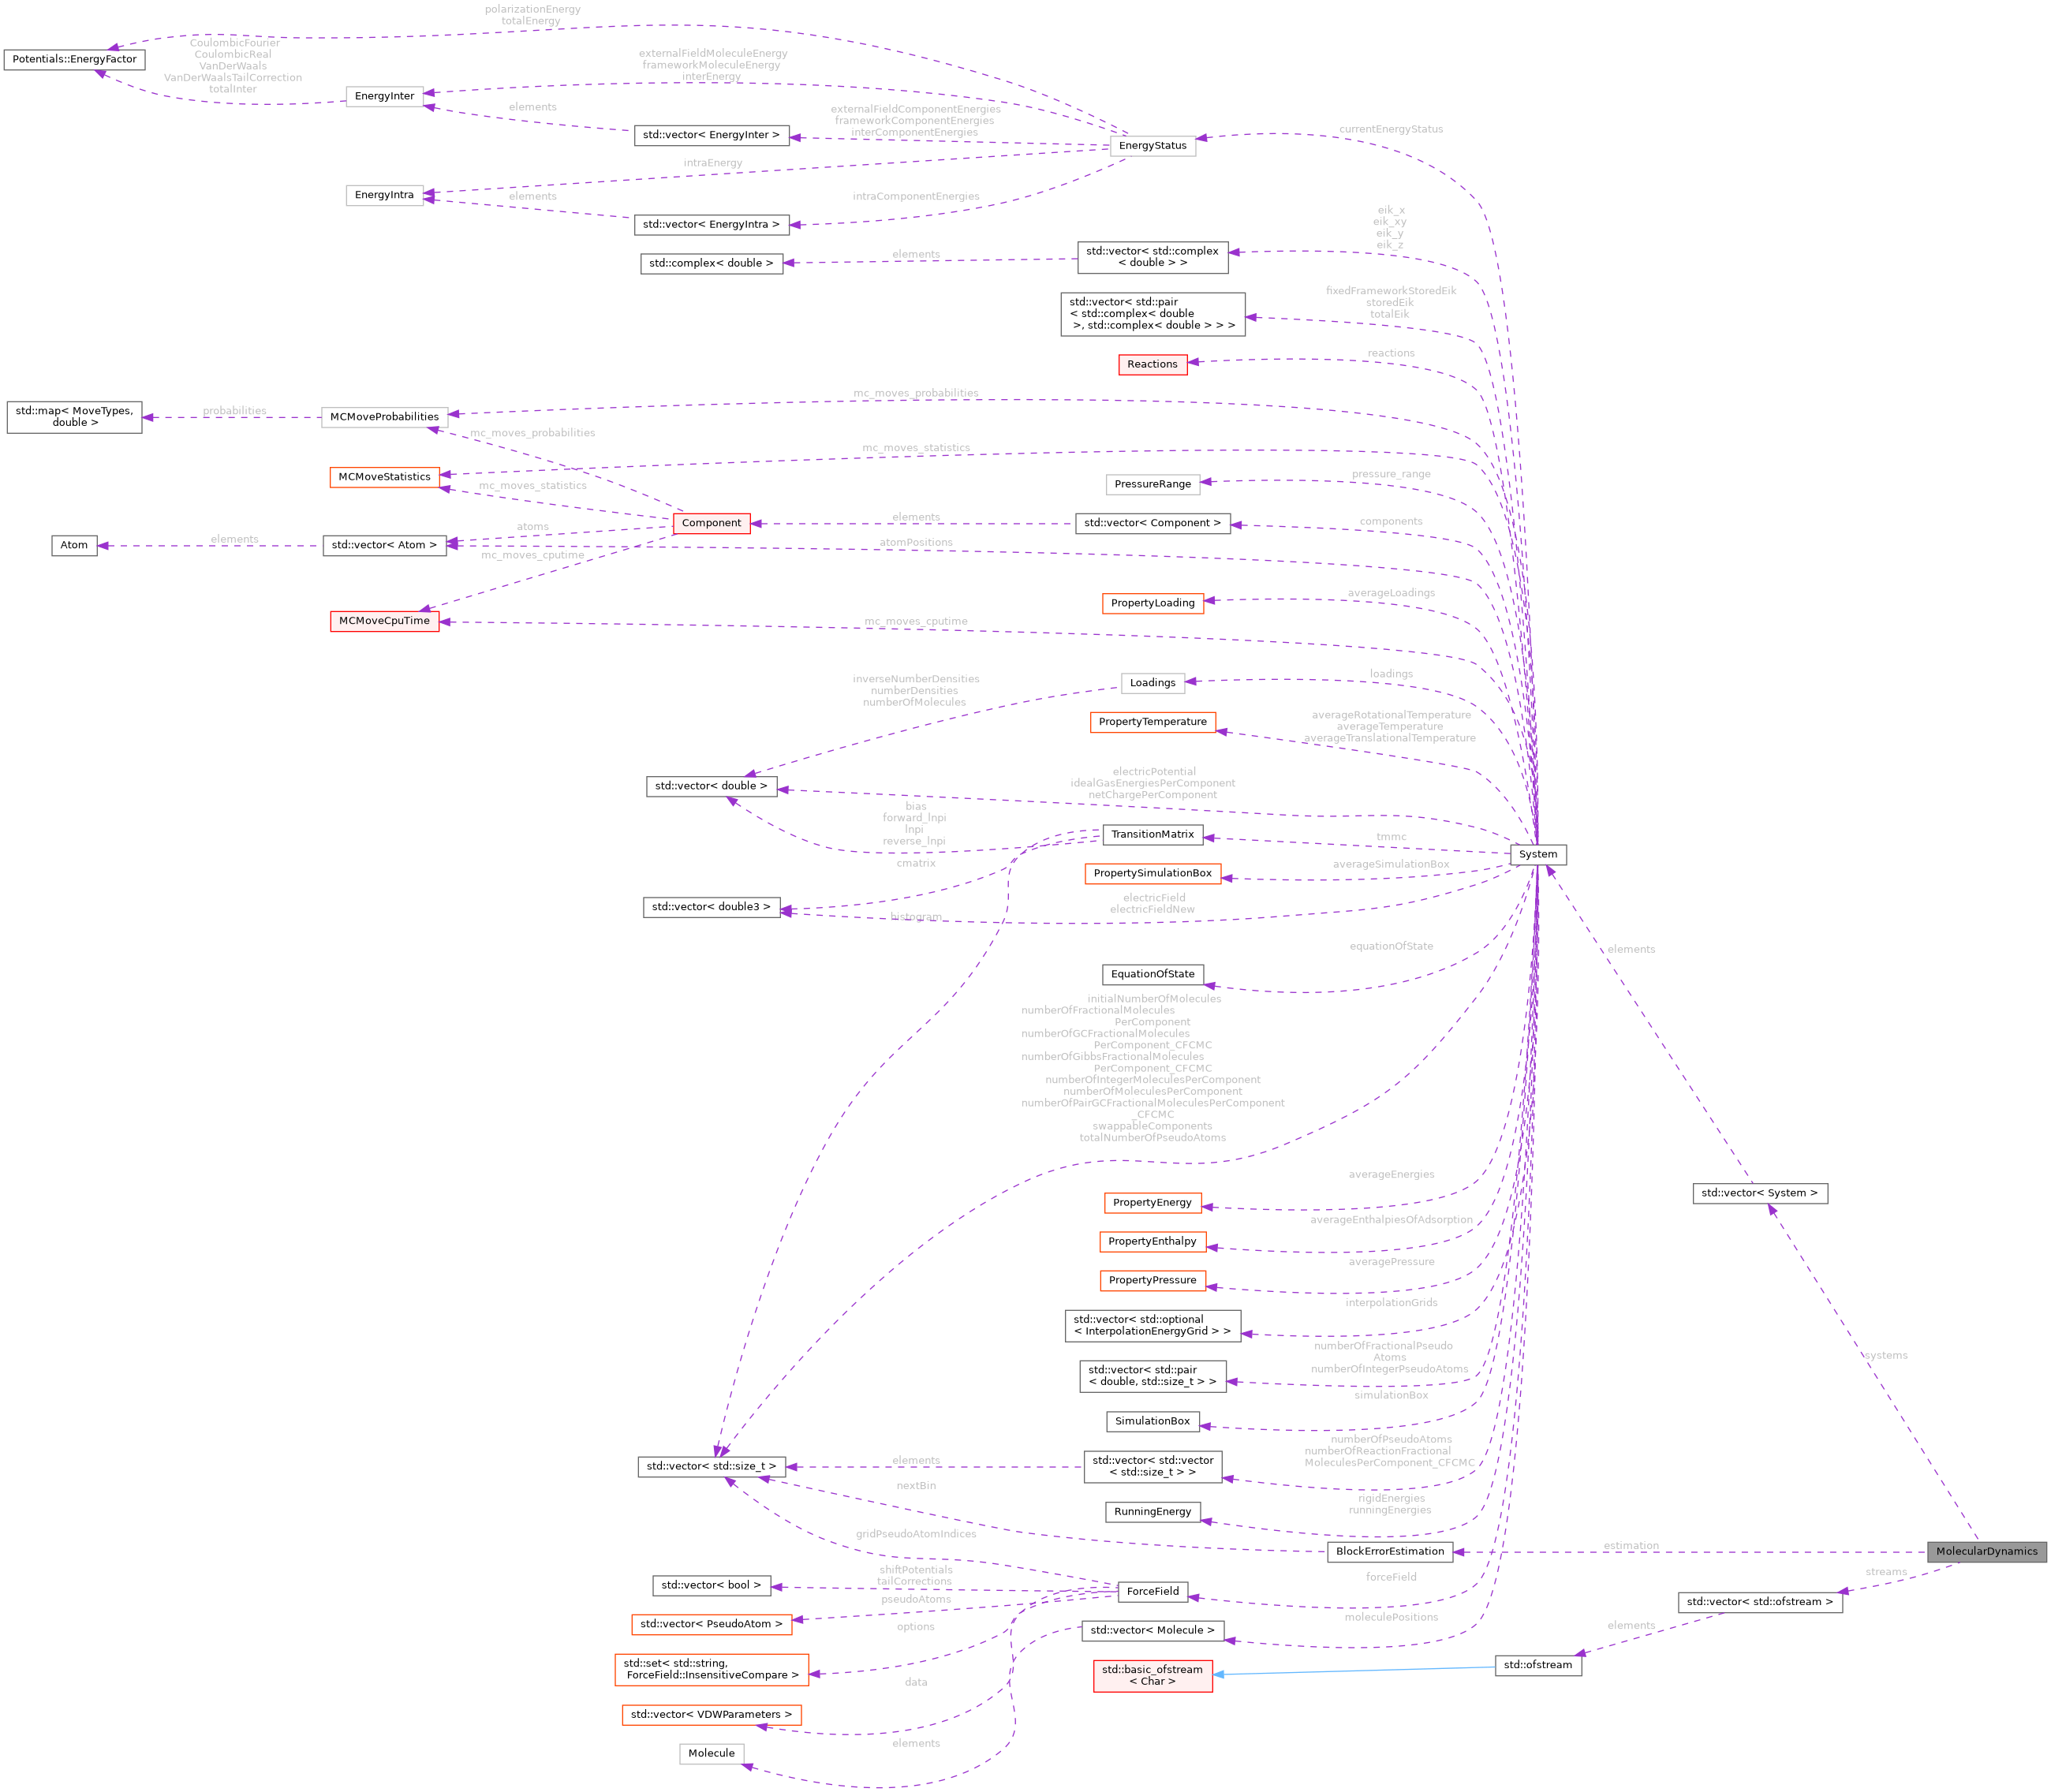 polarizationEnergy
totalEnergy
Potentials::EnergyFactor
CoulombicFourier
CoulombicReal
VanDerWaals
VanDerWaalsTailCorrection
totalInter
externalFieldMoleculeEnergy
frameworkMoleculeEnergy
interEnergy
EnergyInter
elements
std::vector< EnergyInter >
externalFieldComponentEnergies
frameworkComponentEnergies
interComponentEnergies
EnergyStatus
currentEnergyStatus
intraEnergy
EnergyIntra
elements
std::vector< EnergyIntra >
intraComponentEnergies
std::complex< double >
elements
std::vector< std::complex
< double > >
eik_x
eik_xy
eik_y
eik_z
std::vector< std::pair
< std::complex< double
>, std::complex< double > > >
fixedFrameworkStoredEik
storedEik
totalEik
Reactions
reactions
std::map< MoveTypes,
double >
probabilities
MCMoveProbabilities
mc_moves_probabilities
mc_moves_probabilities
MCMoveStatistics
mc_moves_statistics
mc_moves_statistics
PressureRange
pressure_range
Component
elements
std::vector< Component >
components
Atom
elements
std::vector< Atom >
atoms
atomPositions
mc_moves_cputime
MCMoveCpuTime
mc_moves_cputime
PropertyLoading
averageLoadings
Loadings
loadings
inverseNumberDensities
numberDensities
numberOfMolecules
PropertyTemperature
averageRotationalTemperature
averageTemperature
averageTranslationalTemperature
std::vector< double >
electricPotential
idealGasEnergiesPerComponent
netChargePerComponent
bias
forward_lnpi
lnpi
reverse_lnpi
TransitionMatrix
tmmc
System
cmatrix
PropertySimulationBox
averageSimulationBox
std::vector< double3 >
histogram
electricField
electricFieldNew
EquationOfState
equationOfState
elements
initialNumberOfMolecules
numberOfFractionalMolecules
PerComponent
numberOfGCFractionalMolecules
PerComponent_CFCMC
numberOfGibbsFractionalMolecules
PerComponent_CFCMC
numberOfIntegerMoleculesPerComponent
numberOfMoleculesPerComponent
numberOfPairGCFractionalMoleculesPerComponent
_CFCMC
swappableComponents
totalNumberOfPseudoAtoms
PropertyEnergy
averageEnergies
std::vector< System >
PropertyEnthalpy
averageEnthalpiesOfAdsorption
PropertyPressure
averagePressure
std::vector< std::optional
< InterpolationEnergyGrid > >
interpolationGrids
std::vector< std::pair
< double, std::size_t > >
numberOfFractionalPseudo
Atoms
numberOfIntegerPseudoAtoms
systems
SimulationBox
simulationBox
std::vector< std::size_t >
elements
std::vector< std::vector
< std::size_t > >
numberOfPseudoAtoms
numberOfReactionFractional
MoleculesPerComponent_CFCMC
nextBin
RunningEnergy
rigidEnergies
runningEnergies
gridPseudoAtomIndices
BlockErrorEstimation
estimation
MolecularDynamics
std::vector< bool >
shiftPotentials
tailCorrections
ForceField
forceField
streams
std::vector< std::ofstream >
std::vector< PseudoAtom >
pseudoAtoms
options
std::vector< Molecule >
moleculePositions
elements
std::set< std::string,
ForceField::InsensitiveCompare >
std::basic_ofstream
< Char >
std::ofstream
data
std::vector< VDWParameters >
elements
Molecule